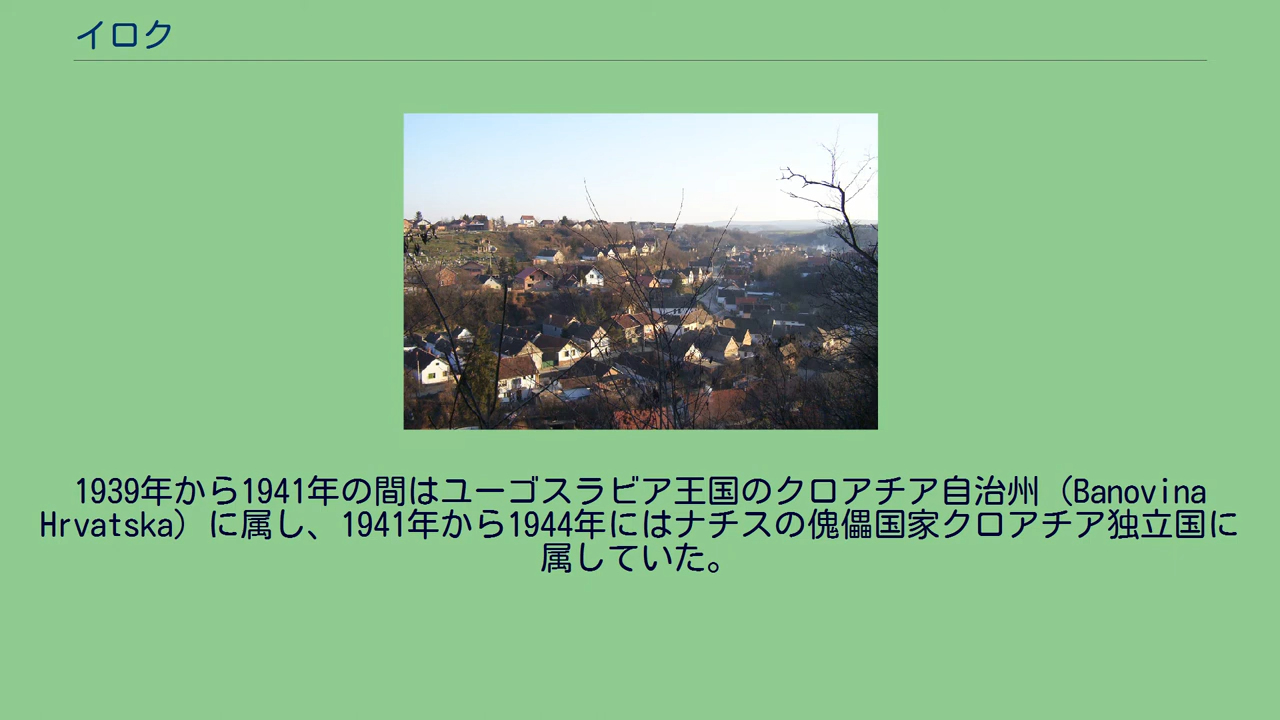 イロク
1939年から1941年の間はユーゴスラビア王国のクロアチア自治州（Banovina
Hrvatska）に属し、1941年から1944年にはナチスの傀儡国家クロアチア独立国に
属していた。